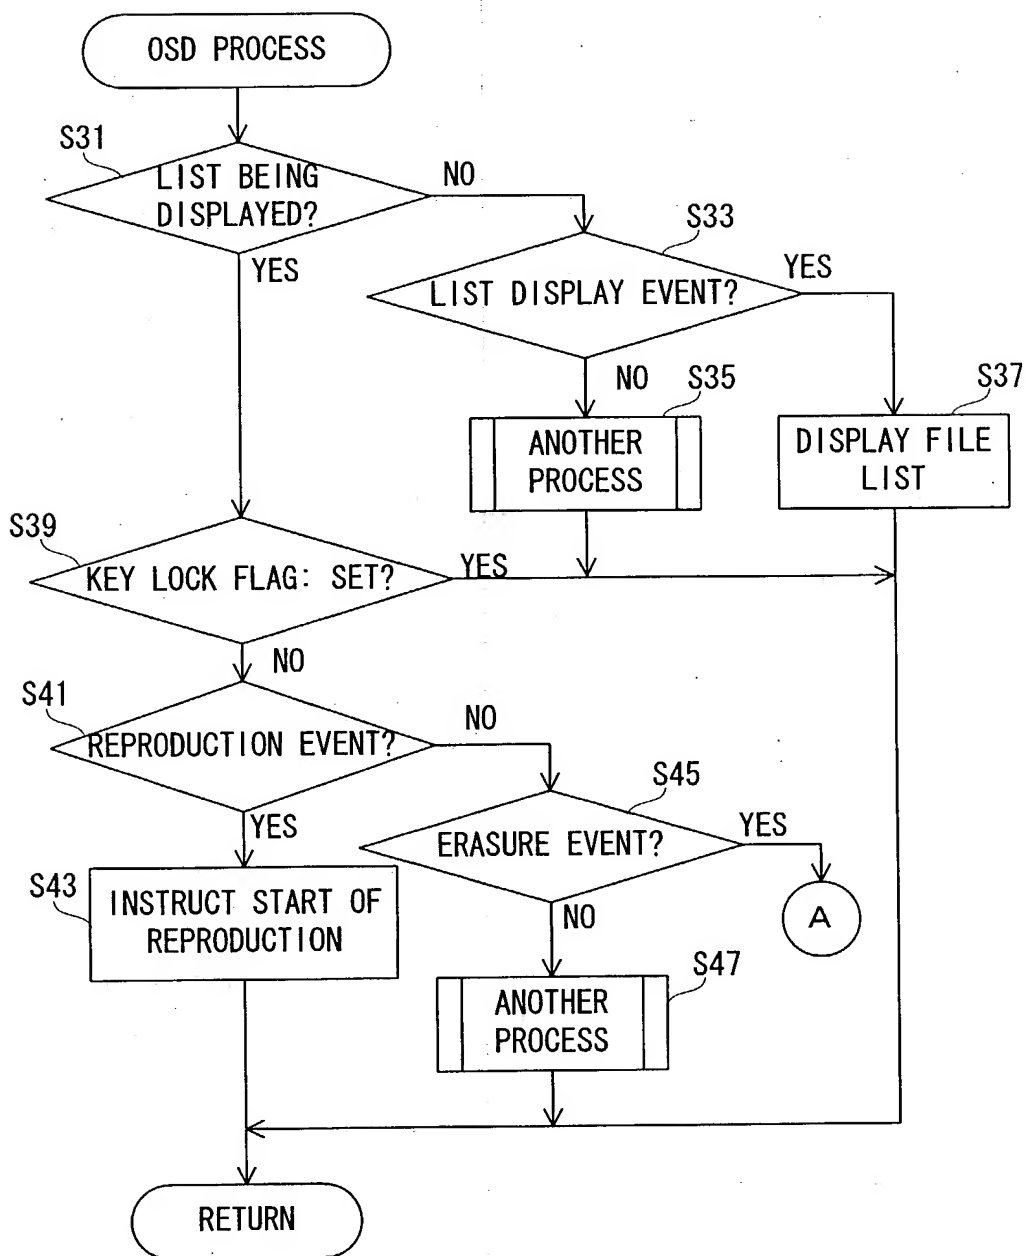 OSD PROCESS
S31
LIST BEING
DISPLAYED?
NO
YES
S33
LIST DISPLAY EVENT?
YES
NO
S35
ANOTHER
PROCESS
S37
DISPLAY FILE
LIST
S39
KEY LOCK FLAG: SET?
YES
NO
S41
REPRODUCTION EVENT?
NO
YES
S45
ERASURE EVENT?
YES
A
NO
S43
INSTRUCT START OF
REPRODUCTION
S47
ANOTHER
PROCESS
RETURN